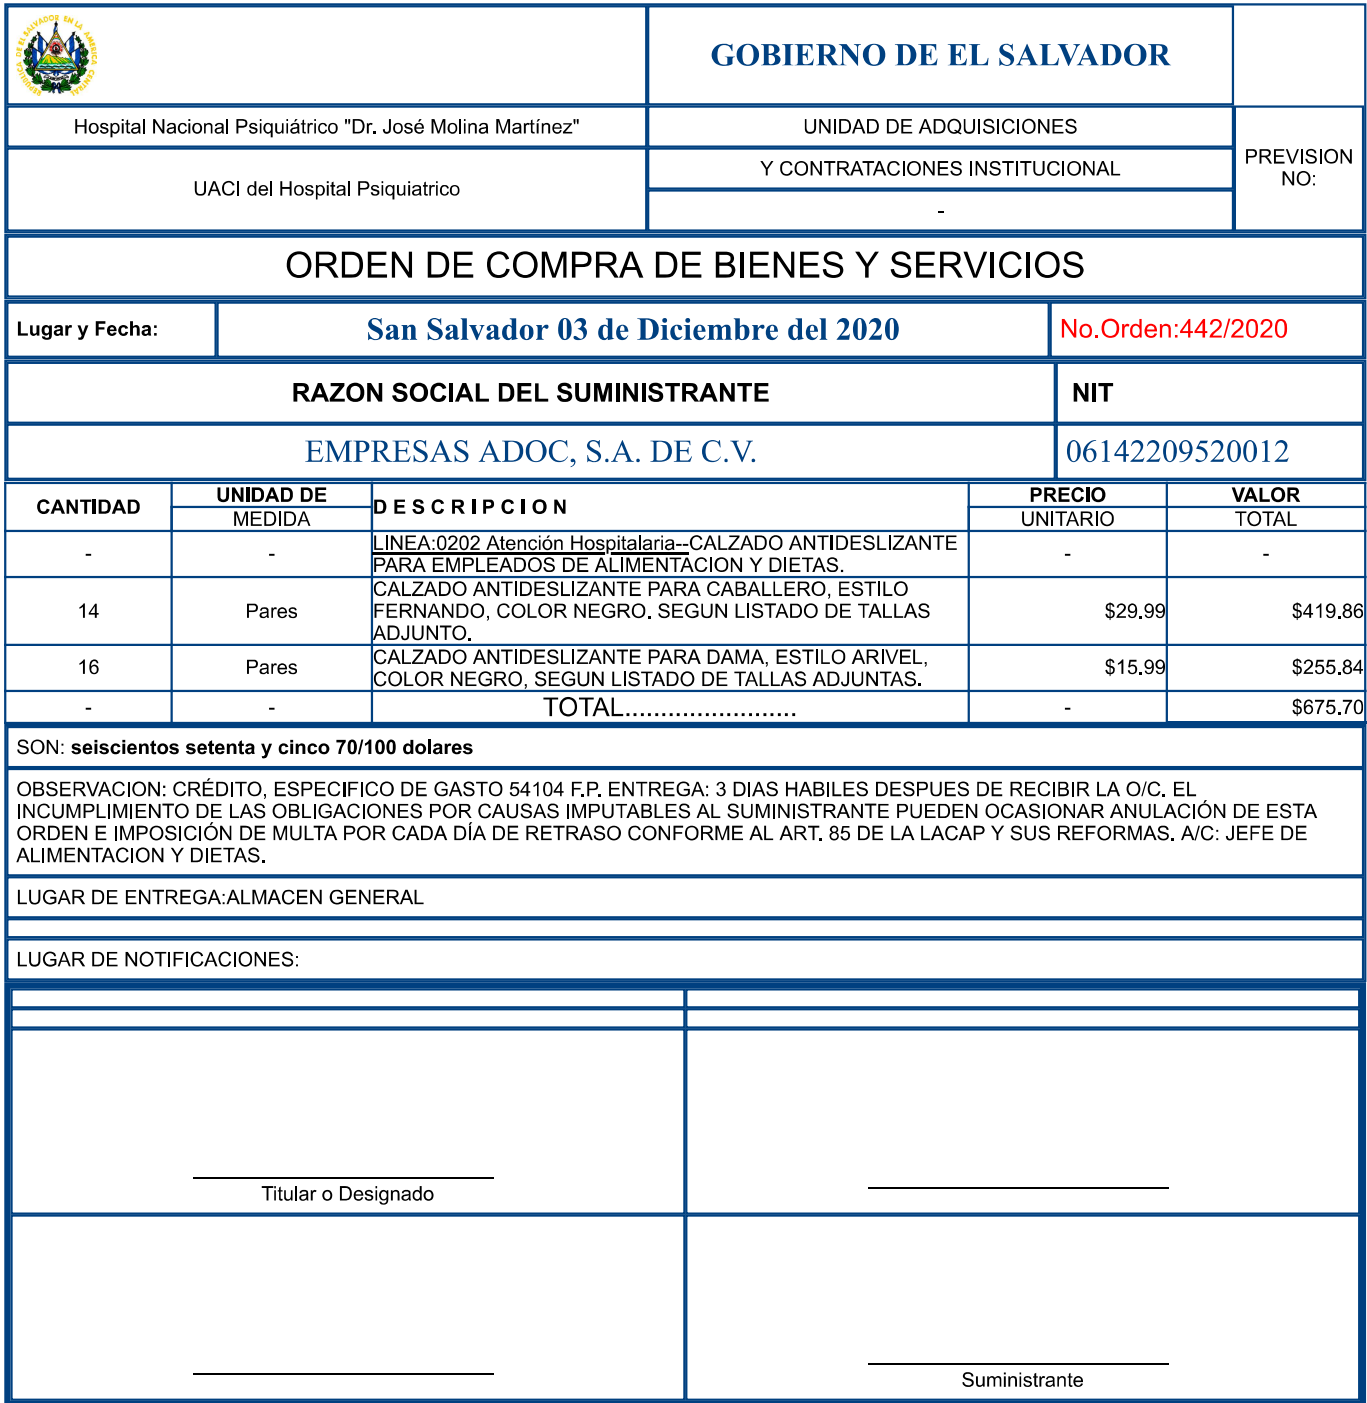 REPUBLICA DE EL SALVADOR EN LA AMERICA CENTRAL
GOBIERNO DE EL SALVADOR
Hospital Nacional Psiquiátrico "Dr. José Molina Martínez"
UNIDAD DE ADQUISICIONES
PREVISION
NO:
UACI del Hospital Psiquiatrico
Y CONTRATACIONES INSTITUCIONAL
-
ORDEN DE COMPRA DE BIENES Y SERVICIOS
Lugar y Fecha:
San Salvador 03 de Diciembre del 2020
No.Orden:442/2020
RAZON SOCIAL DEL SUMINISTRANTE
NIT
EMPRESAS ADOC, S.A. DE C.V.
06142209520012
CANTIDAD
UNIDAD DE
MEDIDA
D E S C R I P C I O N
PRECIO
UNITARIO
VALOR
TOTAL
-
-
LINEA:0202 Atención Hospitalaria--CALZADO ANTIDESLIZANTE
PARA EMPLEADOS DE ALIMENTACION Y DIETAS.
-
-
14
Pares
CALZADO ANTIDESLIZANTE PARA CABALLERO, ESTILO
FERNANDO, COLOR NEGRO. SEGUN LISTADO DE TALLAS
ADJUNTO.
$29.99
$419.86
16
Pares
CALZADO ANTIDESLIZANTE PARA DAMA, ESTILO ARIVEL,
COLOR NEGRO, SEGUN LISTADO DE TALLAS ADJUNTAS.
$15.99
$255.84
-
-
TOTAL........................
-
$675.70
SON: seiscientos setenta y cinco 70/100 dolares
OBSERVACION: CRÉDITO, ESPECIFICO DE GASTO 54104 F.P. ENTREGA: 3 DIAS HABILES DESPUES DE RECIBIR LA O/C. EL
INCUMPLIMIENTO DE LAS OBLIGACIONES POR CAUSAS IMPUTABLES AL SUMINISTRANTE PUEDEN OCASIONAR ANULACIÓN DE ESTA
ORDEN E IMPOSICIÓN DE MULTA POR CADA DÍA DE RETRASO CONFORME AL ART. 85 DE LA LACAP Y SUS REFORMAS. A/C: JEFE DE
ALIMENTACION Y DIETAS.
LUGAR DE ENTREGA:ALMACEN GENERAL
LUGAR DE NOTIFICACIONES:
Titular o Designado
Suministrante